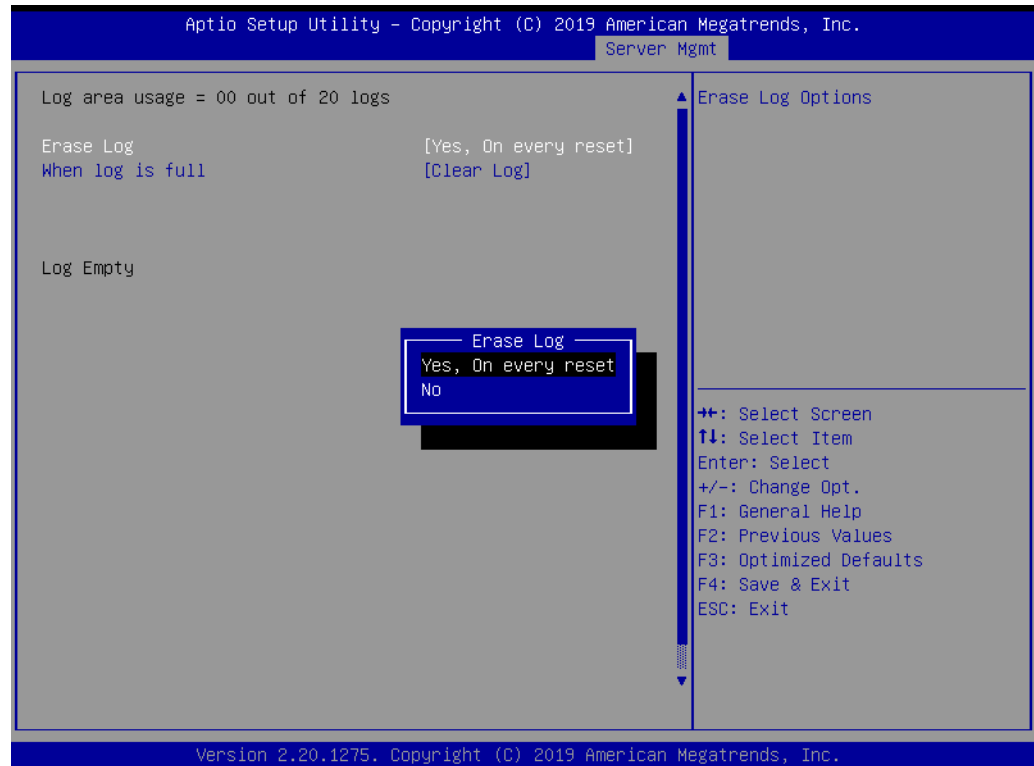 Aptio Setup Utility – Copyright (C) 2019 American Megatrends, Inc.
Server Mgmt
Log area usage = 00 out of 20 logs
Erase Log [Yes, On every reset]
When log is full [Clear Log]
Log Empty
Erase Log
Yes, On every reset
No
Erase Log Options
→←: Select Screen
↑↓: Select Item
Enter: Select
+/-: Change Opt.
F1: General Help
F2: Previous Values
F3: Optimized Defaults
F4: Save & Exit
ESC: Exit
Version 2.20.1275. Copyright (C) 2019 American Megatrends, Inc.